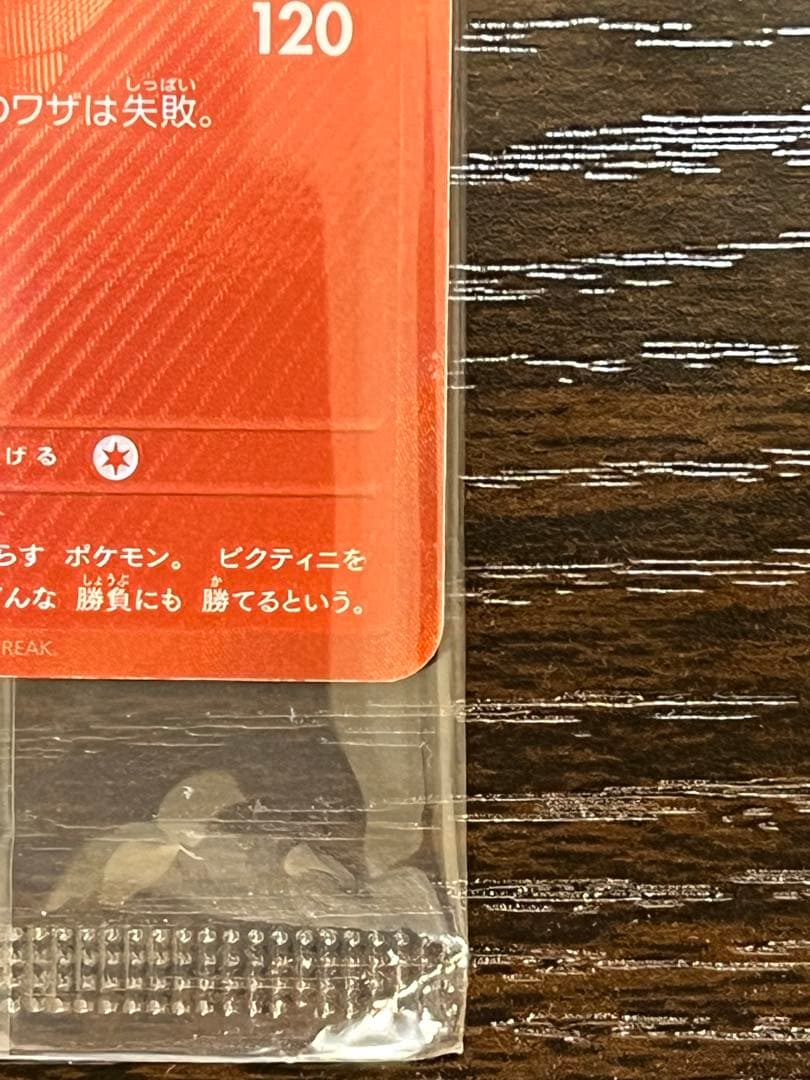 120
のワザは失敗。
しっぱい
げる
らす ポケモン。 ビクティニを
んな 勝負にも 勝てるという。
しょうぶ か
REAK.